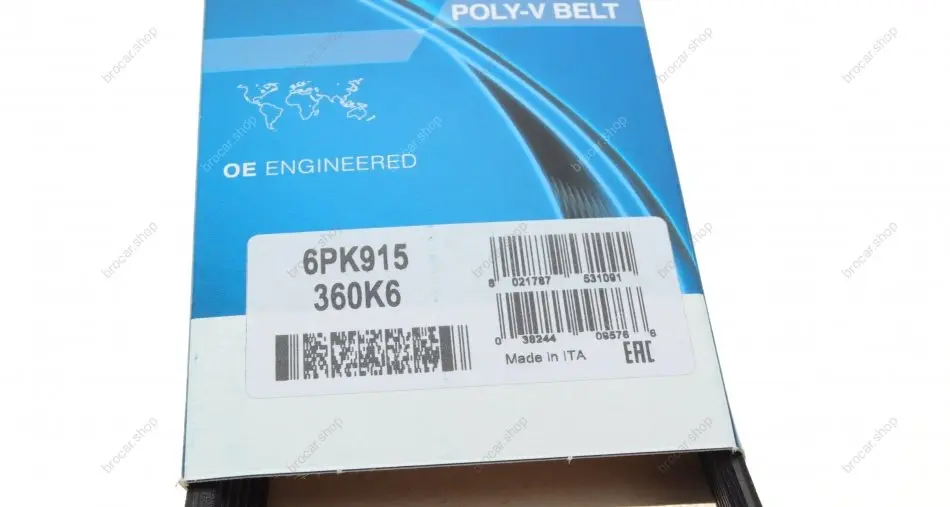 POLY-V BELT
OE ENGINEERED
6PK915
360K6
8 021787 531091
0 38244 09576 6
Made in ITA
EAC
brocar.shop